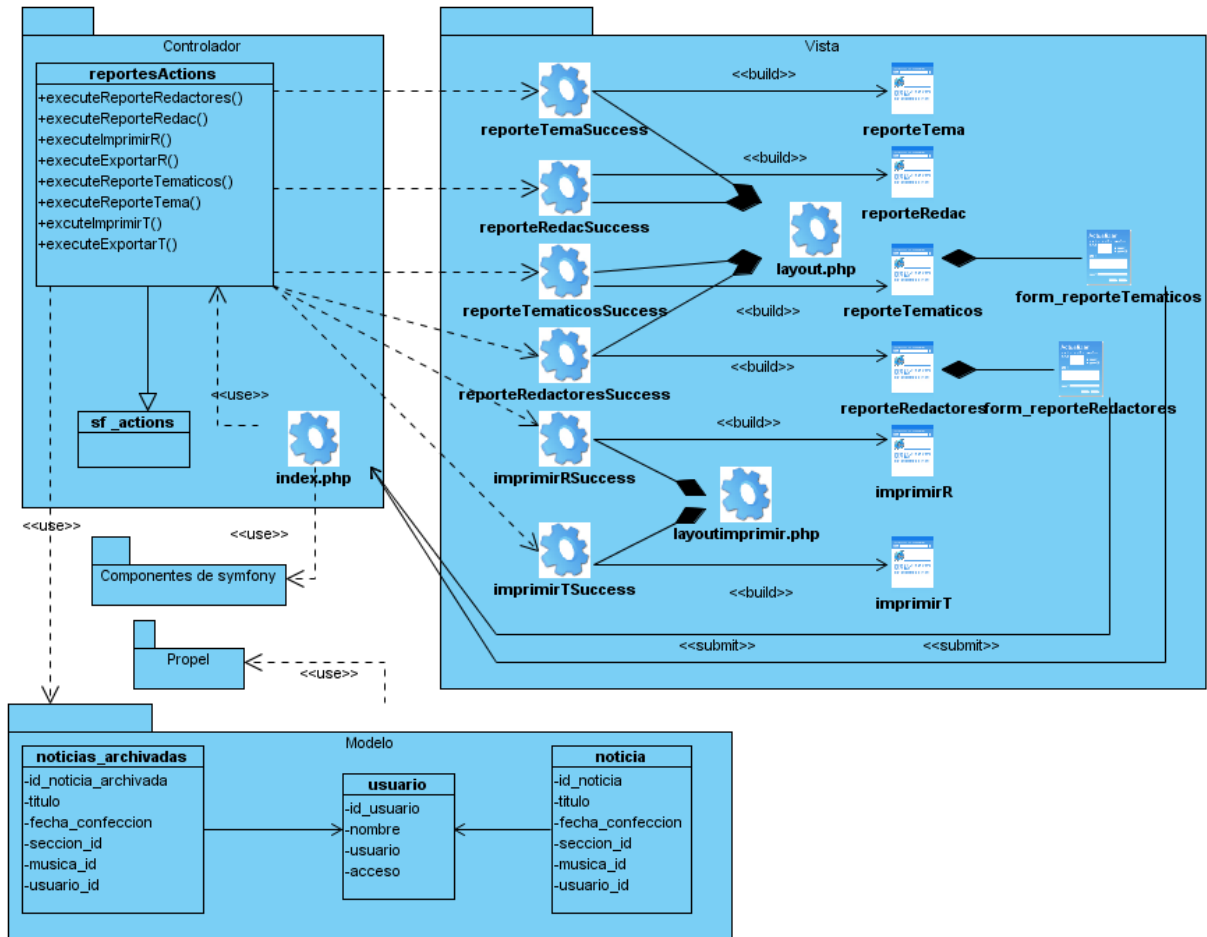 Controlador
reportesActions
+executeReporteRedactores()
+executeReporteRedac()
+executeImprimirR()
+executeExportarR()
+executeReporteTematicos()
+executeReporteTema()
+excuteImprimirT()
+executeExportarT()
<<use>>
sf _actions
index.php
<<use>>
<<use>>
Componentes de symfony
Propel
<<use>>
Vista
<<build>>
reporteTemaSuccess
reporteTema
<<build>>
reporteRedacSuccess
reporteRedac
layout.php
reporteTematicosSuccess
<<build>>
reporteTematicos
form_reporteTematicos
<<build>>
reporteRedactoresSuccess
reporteRedactores
form_reporteRedactores
<<build>>
imprimirRSuccess
imprimirR
layoutimprimir.php
imprimirTSuccess
<<build>>
imprimirT
<<submit>>
<<submit>>
Modelo
noticias_archivadas
-id_noticia_archivada
-titulo
-fecha_confeccion
-seccion_id
-musica_id
-usuario_id
usuario
-id_usuario
-nombre
-usuario
-acceso
noticia
-id_noticia
-titulo
-fecha_confeccion
-seccion_id
-musica_id
-usuario_id